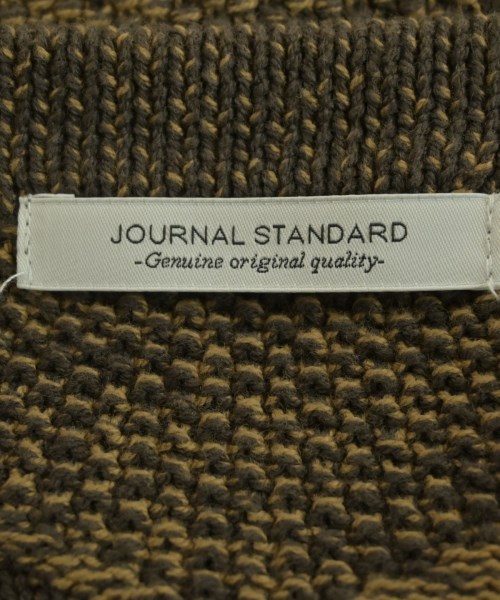 JOURNAL STANDARD
-Genuine original quality-